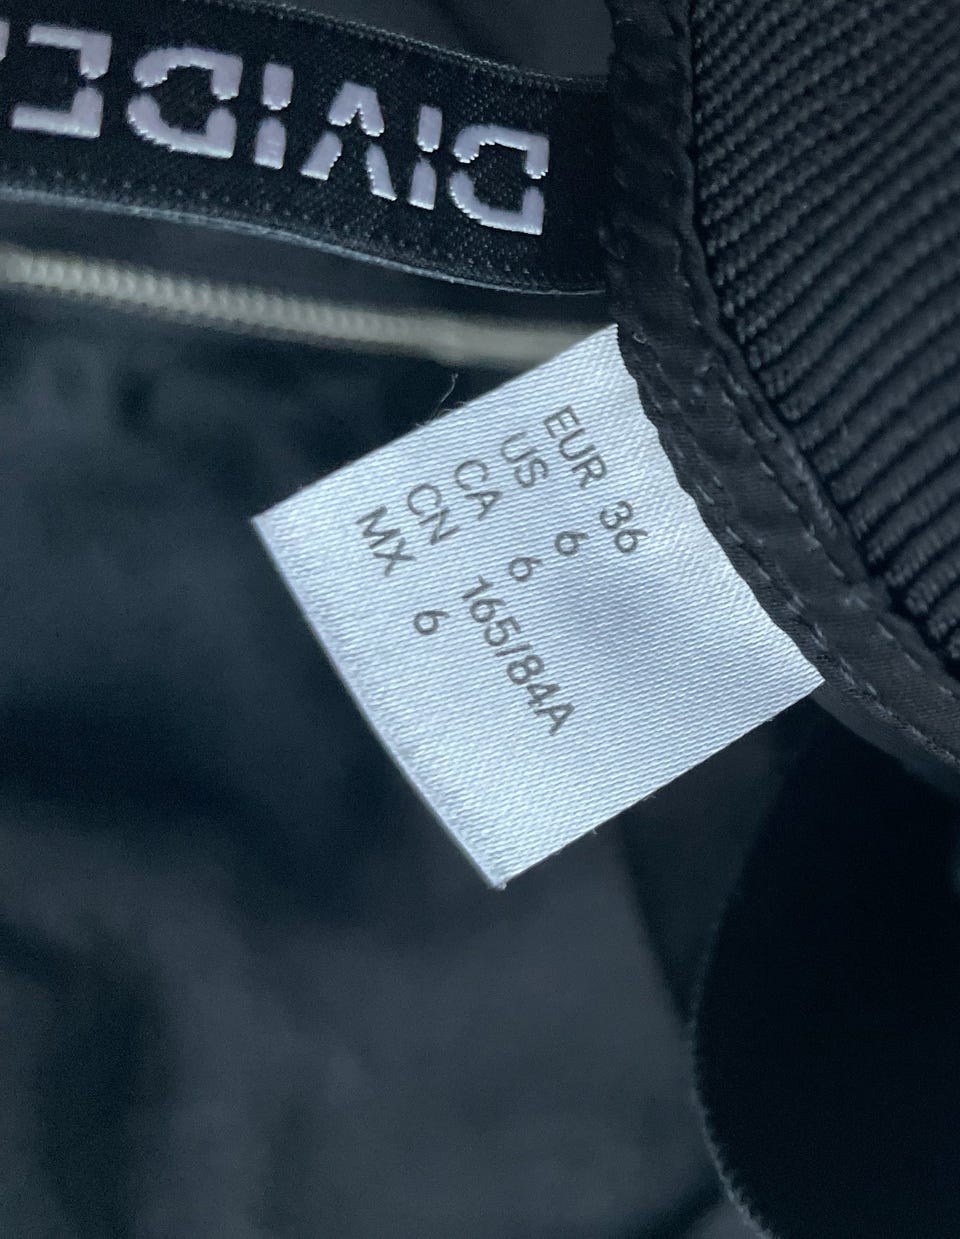 DIVIDE
EUR 36
US 6
CA 6
CN 165/84A
MX 6